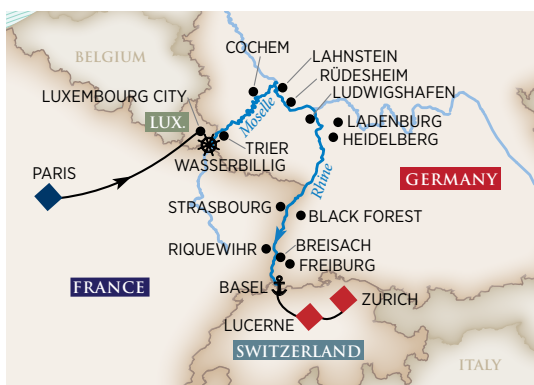 BELGIUM
COCHEM
LAHNSTEIN
RÜDESHEIM
LUDWIGSHAFEN
LUXEMBOURG CITY
LUX.
Moselle
LADENBURG
HEIDELBERG
TRIER
WASSERBILLIG
PARIS
Rhine
GERMANY
STRASBOURG
BLACK FOREST
RIQUEWIHR
BREISACH
FREIBURG
FRANCE
BASEL
ZURICH
LUCERNE
SWITZERLAND
ITALY